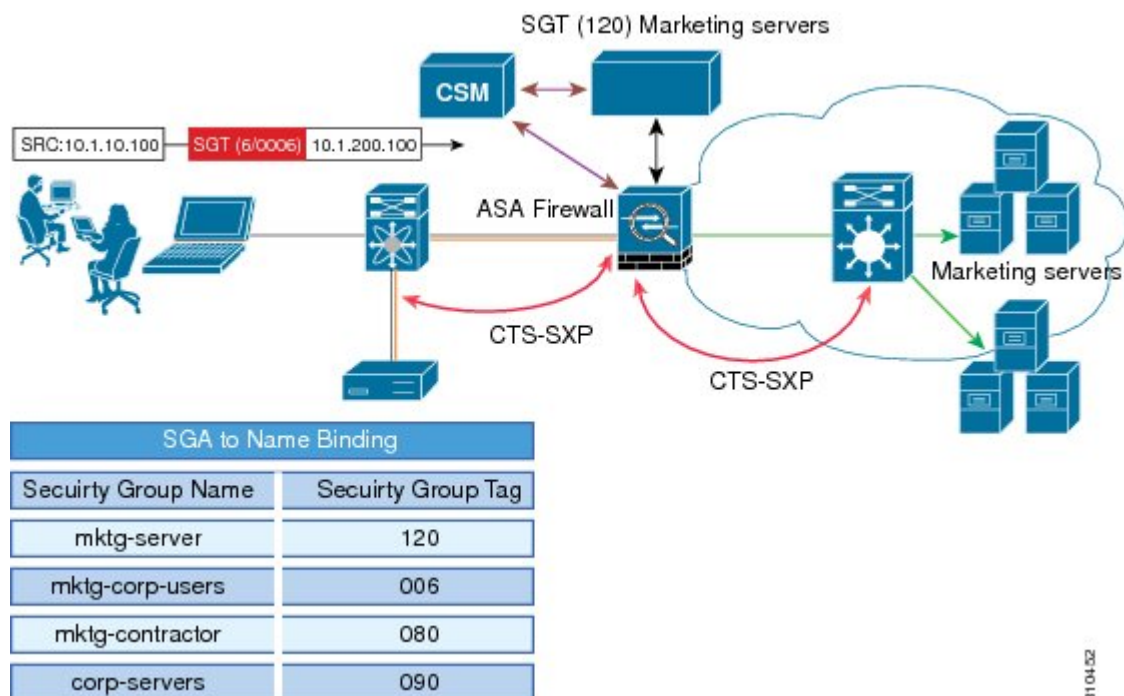 SGT (120) Marketing servers
CSM
SRC:10.1.10.100
SGT (6/0006)
10.1.200.100
ASA Firewall
Marketing servers
CTS-SXP
CTS-SXP
SGA to Name Binding
Secuirty Group Name
Secuirty Group Tag
mktg-server
120
mktg-corp-users
006
mktg-contractor
080
corp-servers
090